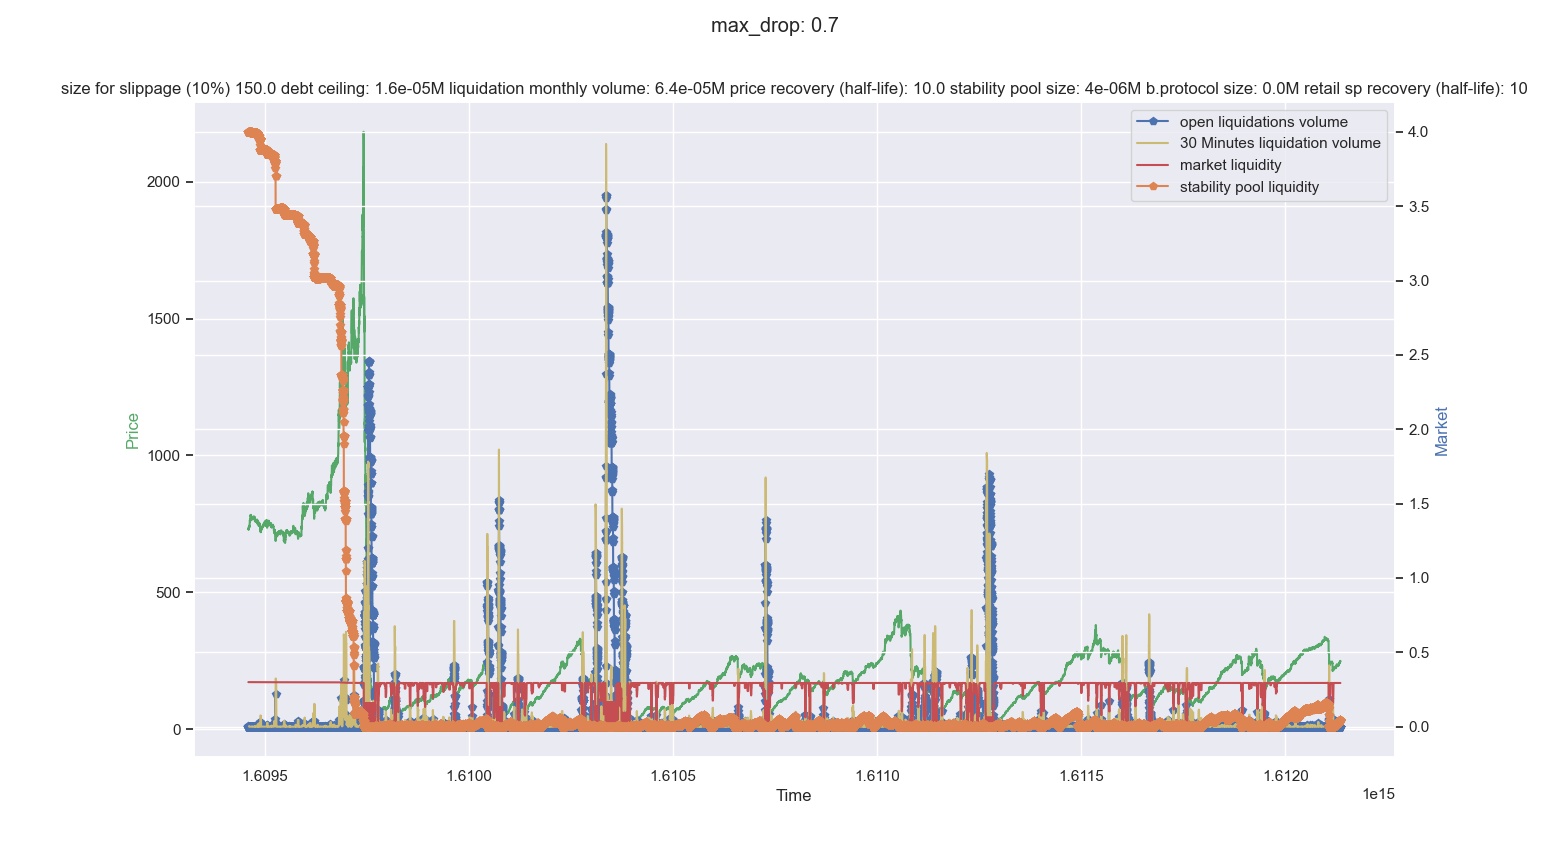 max_drop: 0.7
size for slippage (10%) 150.0 debt ceiling: 1.6e-05M liquidation monthly volume: 6.4e-05M price recovery (half-life): 10.0 stability pool size: 4e-06M b.protocol size: 0.0M retail sp recovery (half-life): 10
open liquidations volume
30 Minutes liquidation volume
market liquidity
stability pool liquidity
2000
1500
1000
500
0
Price
4.0
3.5
3.0
2.5
2.0
1.5
1.0
0.5
0.0
Market
1.6095
1.6100
1.6105
1.6110
1.6115
1.6120
1e15
Time